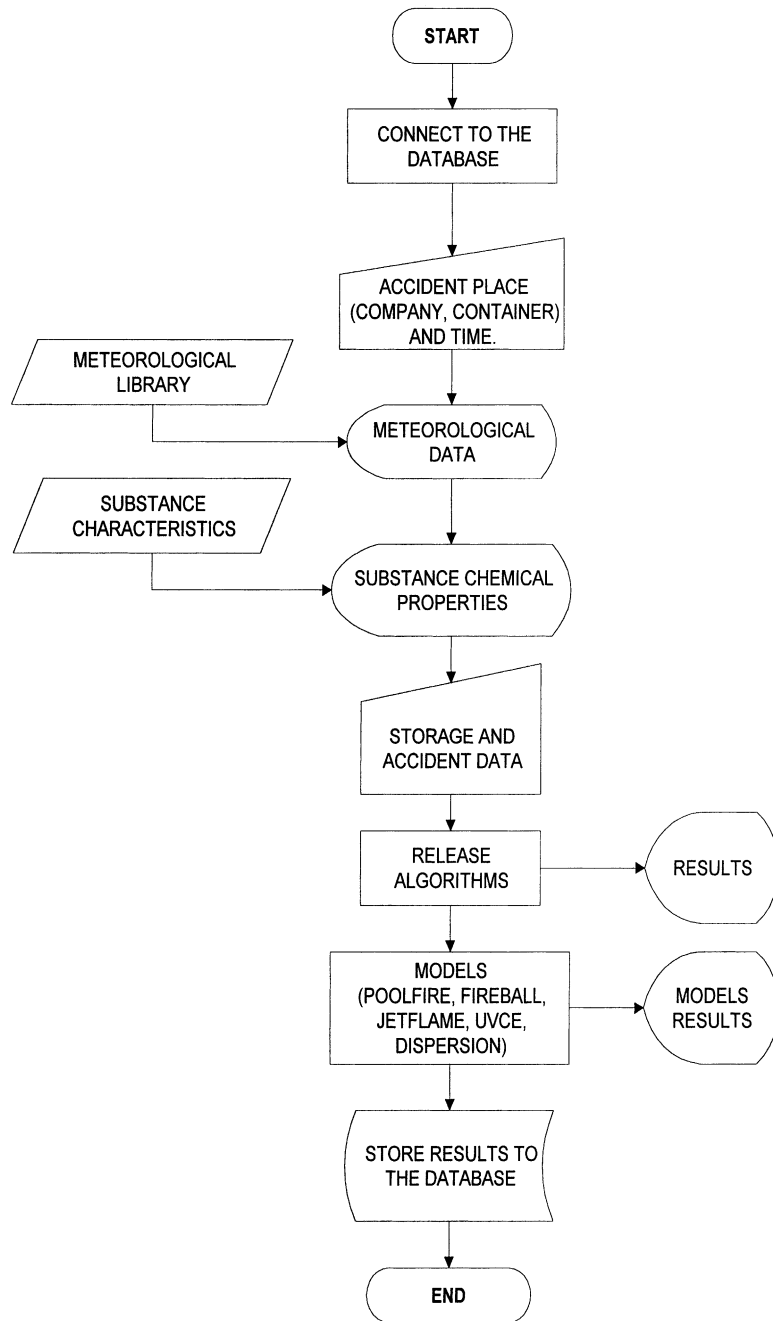 START
CONNECT TO THE
DATABASE
ACCIDENT PLACE
(COMPANY, CONTAINER)
AND TIME.
METEOROLOGICAL
LIBRARY
METEOROLOGICAL
DATA
SUBSTANCE
CHARACTERISTICS
SUBSTANCE CHEMICAL
PROPERTIES
STORAGE AND
ACCIDENT DATA
RELEASE
ALGORITHMS
RESULTS
MODELS
(POOLFIRE, FIREBALL,
JETFLAME, UVCE,
DISPERSION)
MODELS
RESULTS
STORE RESULTS TO
THE DATABASE
END